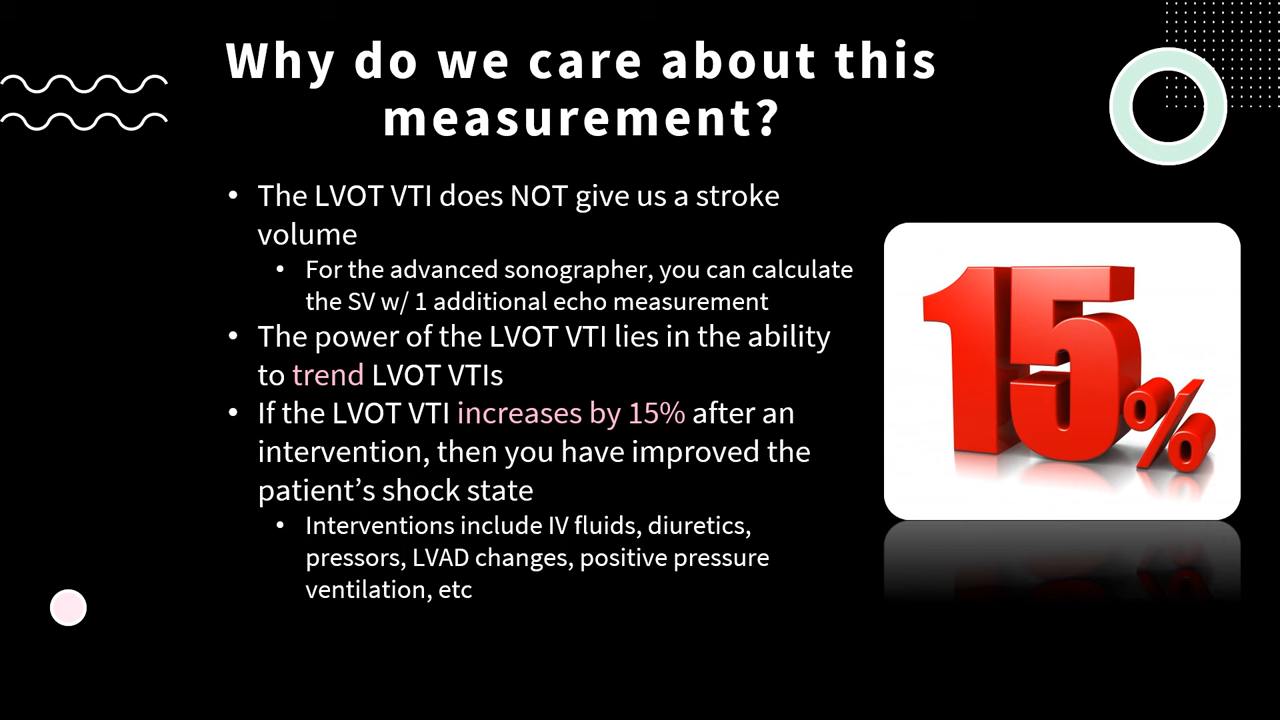 Why do we care about this
measurement?
• The LVOT VTI does NOT give us a stroke
volume
• For the advanced sonographer, you can calculate
the SV w/ 1 additional echo measurement
• The power of the LVOT VTI lies in the ability
to trend LVOT VTIs
• If the LVOT VTI increases by 15% after an
intervention, then you have improved the
patient’s shock state
• Interventions include IV fluids, diuretics,
pressors, LVAD changes, positive pressure
ventilation, etc
15%